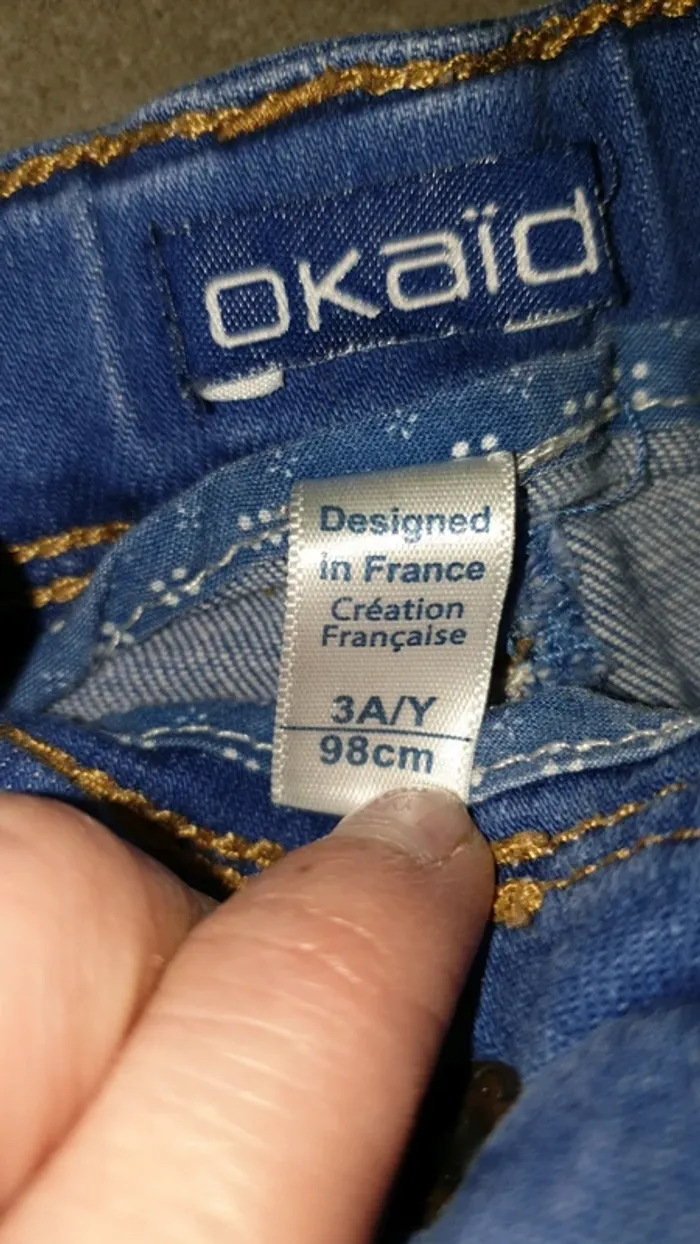 oKaïd
Designed
in France
Création
Française
3A/Y
98cm